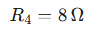 R₄ = 8 Ω